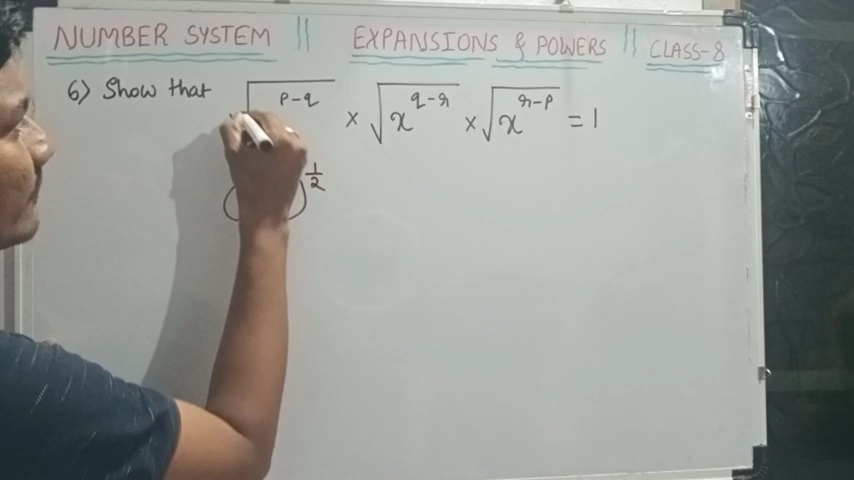 NUMBER SYSTEM || EXPANSIONS & POWERS || CLASS-8
6) Show that √ p-q × √x^(q-r) × √x^(r-p) = 1
( )^(1/2)